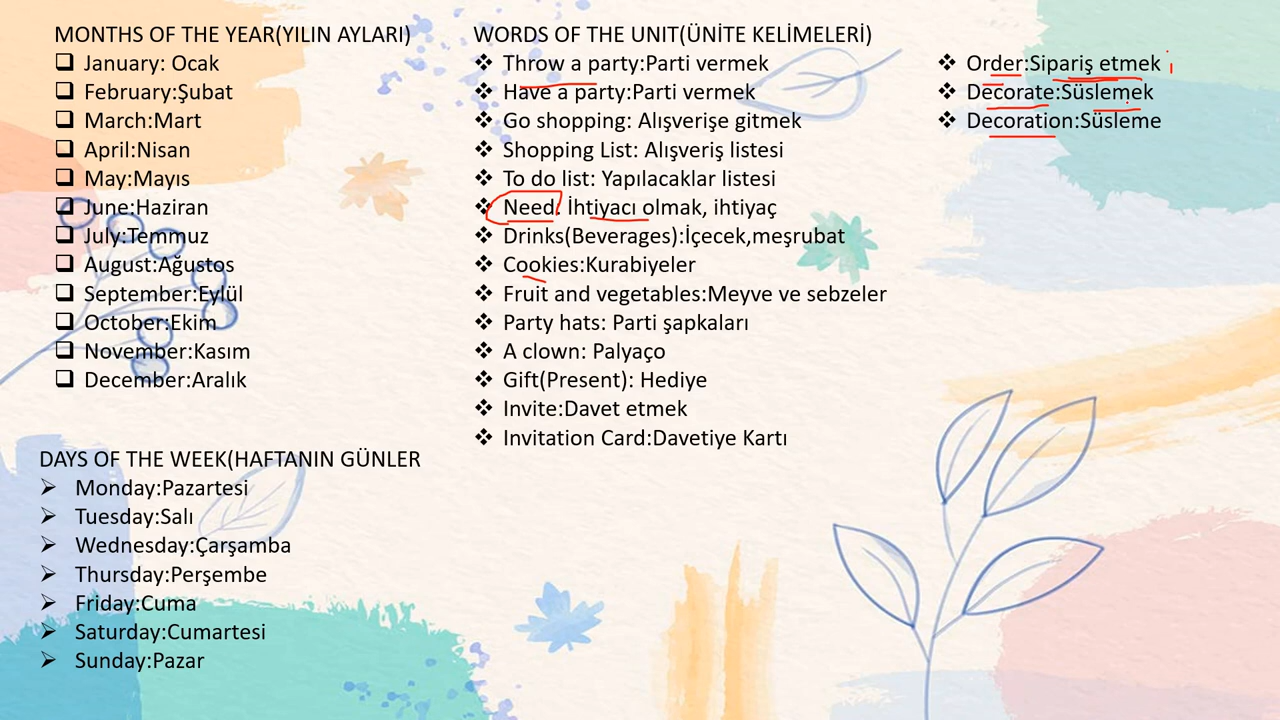 MONTHS OF THE YEAR(YILIN AYLARI)
January: Ocak
February:Şubat
March:Mart
April:Nisan
May:Mayıs
June:Haziran
July:Temmuz
August:Ağustos
September:Eylül
October:Ekim
November:Kasım
December:Aralık
DAYS OF THE WEEK(HAFTANIN GÜNLER
Monday:Pazartesi
Tuesday:Salı
Wednesday:Çarşamba
Thursday:Perşembe
Friday:Cuma
Saturday:Cumartesi
Sunday:Pazar
WORDS OF THE UNIT(ÜNİTE KELİMELERİ)
Throw a party:Parti vermek
Have a party:Parti vermek
Go shopping: Alışverişe gitmek
Shopping List: Alışveriş listesi
To do list: Yapılacaklar listesi
Need: İhtiyacı olmak, ihtiyaç
Drinks(Beverages):İçecek,meşrubat
Cookies:Kurabiyeler
Fruit and vegetables:Meyve ve sebzeler
Party hats: Parti şapkaları
A clown: Palyaço
Gift(Present): Hediye
Invite:Davet etmek
Invitation Card:Davetiye Kartı
Order:Sipariş etmek
Decorate:Süslemek
Decoration:Süsleme